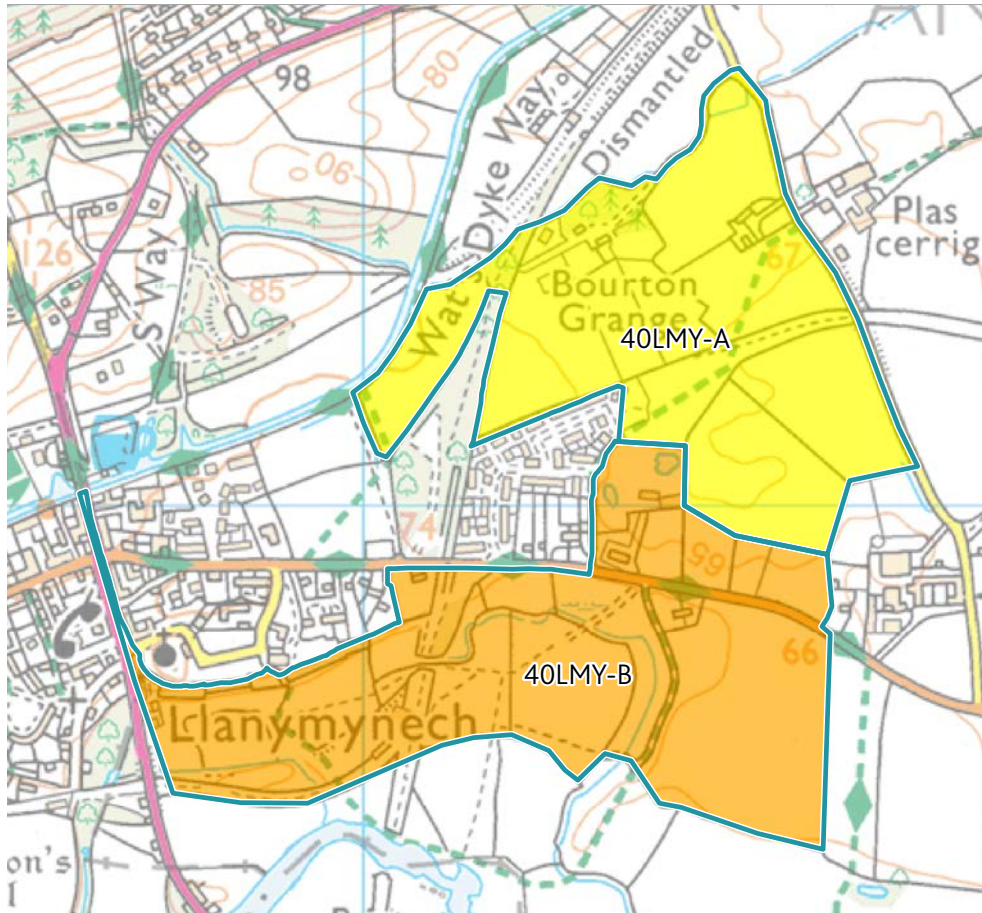 98
80
Way
Dismantled
Dyke
90
Plas
cerrig
126
Way
S
85
67
Wat
Bourton
Grange
40LMY-A
74
65
66
40LMY-B
Llanymynech
on's